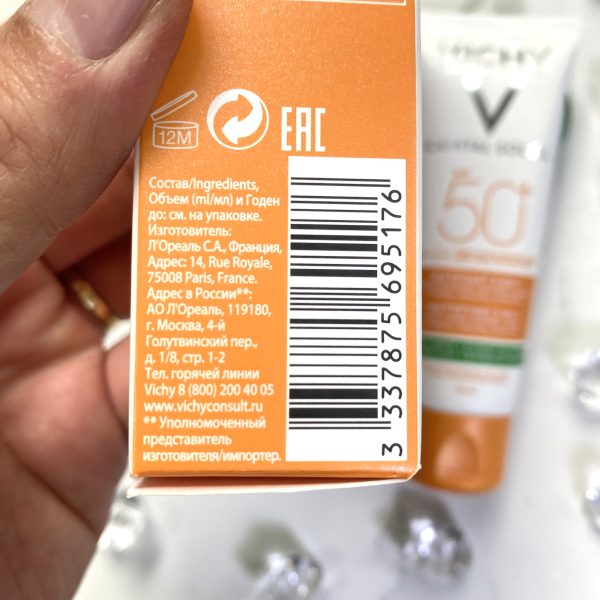 12M
EAC
Состав/Ingredients,
Объем (ml/мл) и Годен
до: см. на упаковке.
Изготовитель:
Л'Ореаль С.А., Франция,
Адрес: 14, Rue Royale,
75008 Paris, France.
Адрес в России**:
АО Л'Ореаль, 119180,
г. Москва, 4-й
Голутвинский пер.,
д. 1/8, стр. 1-2
Тел. горячей линии
Vichy 8 (800) 200 40 05
www.vichyconsult.ru
** Уполномоченный
представитель
изготовителя/импортер.
3 337875 695176
VICHY
50+